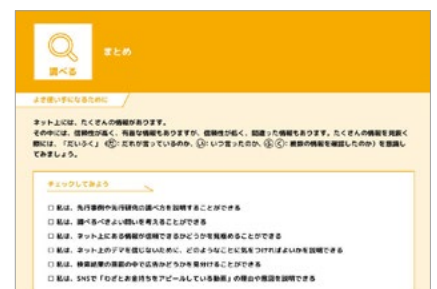 調べる
まとめ
よき使い手になるために
ネット上には、たくさんの情報があります。
その中には、信頼性が高く、有益な情報もありますが、信頼性が低く、間違った情報もあります。たくさんの情報を見抜く
際には、「だいふく」（だ：だれが言っているのか、い：いつ言ったのか、ふく：複数の情報を確認したのか）を意識し
てみましょう。
チェックしてみよう
□ 私は、先行事例や先行研究の調べ方を説明することができる
□ 私は、調べるべきよい問いを考えることができる
□ 私は、ネット上にある情報が信頼できるかどうかを見極めることができる
□ 私は、ネット上のデマを信じないために、どのようなことに気をつければよいかを説明できる
□ 私は、検索結果の画面の中で広告かどうかを見分けることができる
□ 私は、SNSで「わざとお金持ちをアピールしている動画」の理由や意図を説明できる